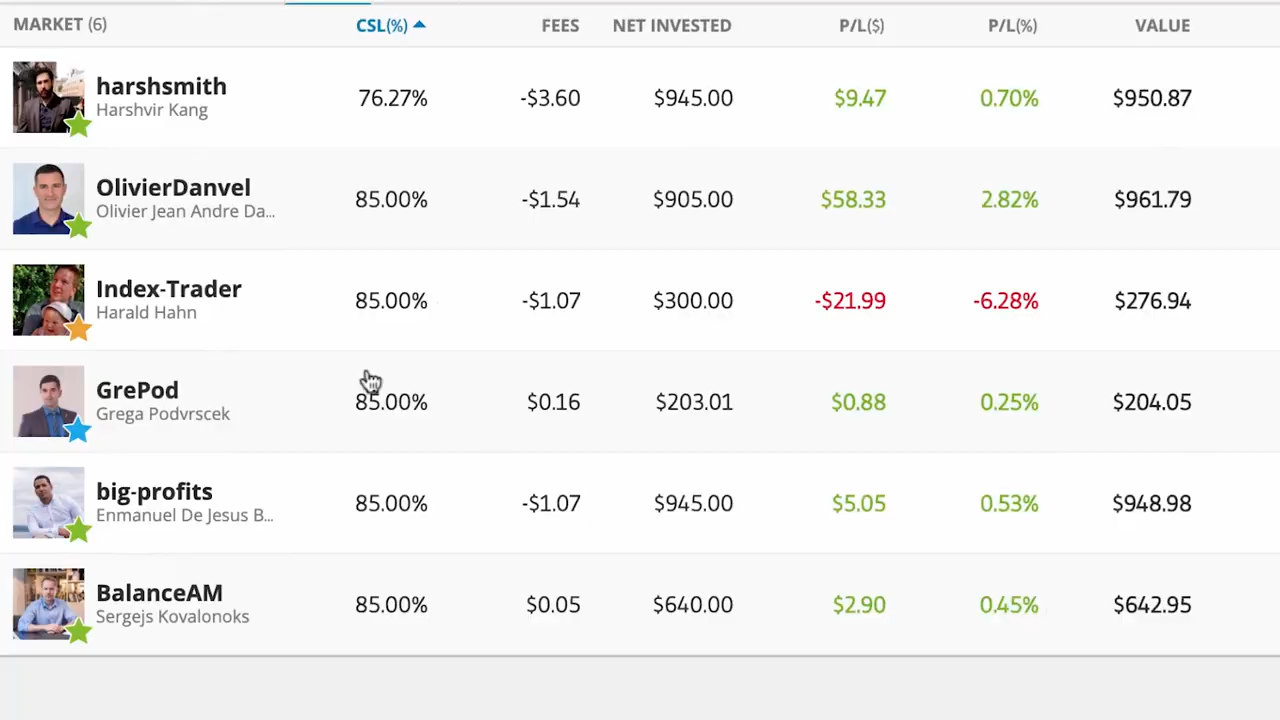 MARKET (6) CSL(%) FEES NET INVESTED P/L($) P/L(%) VALUE
harshsmith 76.27% -$3.60 $945.00 $9.47 0.70% $950.87
Harshvir Kang
OlivierDanvel 85.00% -$1.54 $905.00 $58.33 2.82% $961.79
Olivier Jean Andre Da...
Index-Trader 85.00% -$1.07 $300.00 -$21.99 -6.28% $276.94
Harald Hahn
GrePod 85.00% $0.16 $203.01 $0.88 0.25% $204.05
Grega Podvrscek
big-profits 85.00% -$1.07 $945.00 $5.05 0.53% $948.98
Enmanuel De Jesus B...
BalanceAM 85.00% $0.05 $640.00 $2.90 0.45% $642.95
Sergejs Kovalonoks